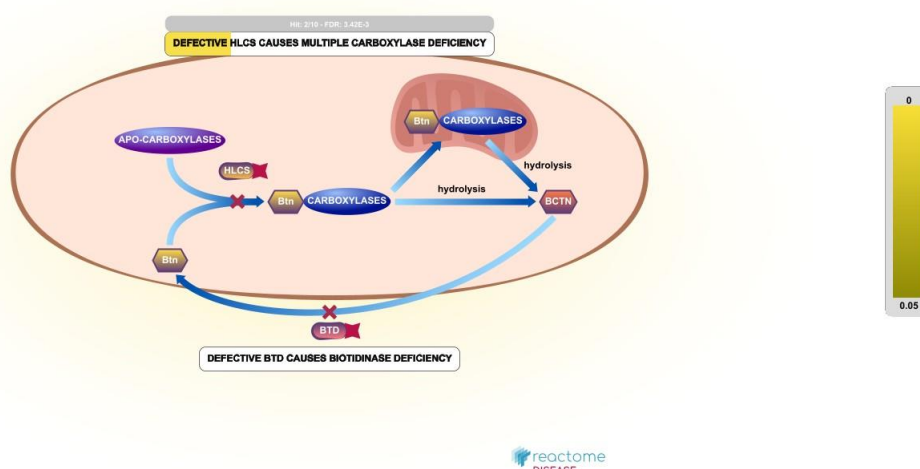 Hit: 2/10 - FDR: 3.42E-3
DEFECTIVE HLCS CAUSES MULTIPLE CARBOXYLASE DEFICIENCY
0
Btn
CARBOXYLASES
APO-CARBOXYLASES
hydrolysis
HLCS
hydrolysis
Btn
CARBOXYLASES
BCTN
Btn
0.05
BTD
DEFECTIVE BTD CAUSES BIOTIDINASE DEFICIENCY
reactome
DISEASE